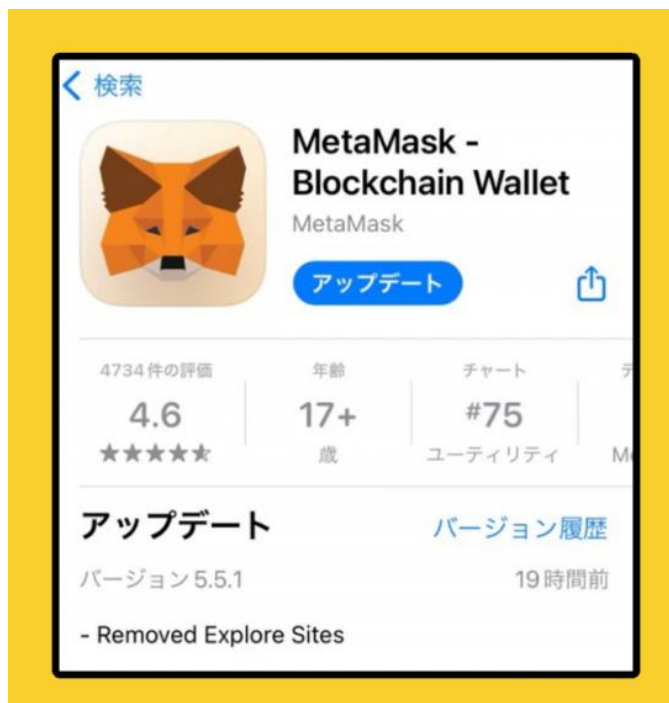 検索
MetaMask -
Blockchain Wallet
MetaMask
アップデート
4734件の評価
年齢
チャート
デ
4.6
17+
#75
歳
ユーティリティ
Me
アップデート
バージョン履歴
バージョン 5.5.1
19時間前
- Removed Explore Sites